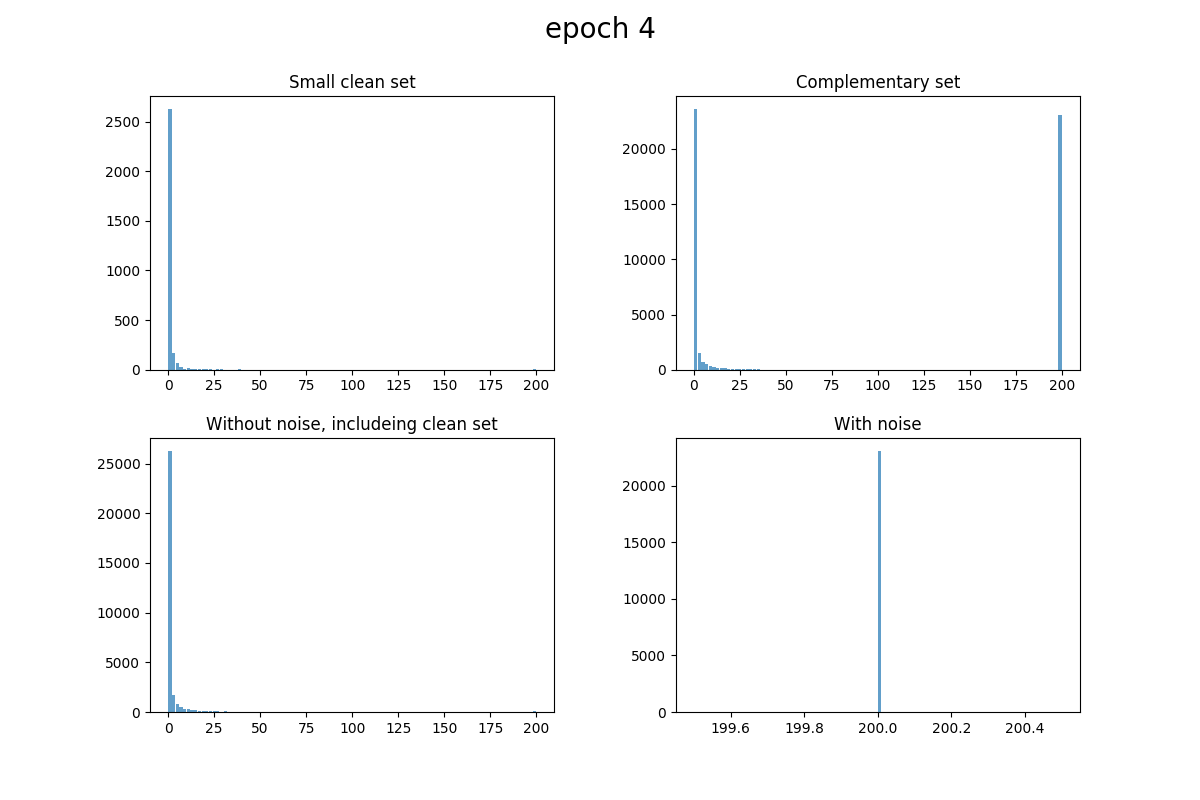 epoch 4
Small clean set
Complementary set
2500
2000
1500
1000
500
0
0 25 50 75 100 125 150 175 200
20000
15000
10000
5000
0
0 25 50 75 100 125 150 175 200
Without noise, includeing clean set
With noise
25000
20000
15000
10000
5000
0
0 25 50 75 100 125 150 175 200
20000
15000
10000
5000
0
199.6 199.8 200.0 200.2 200.4